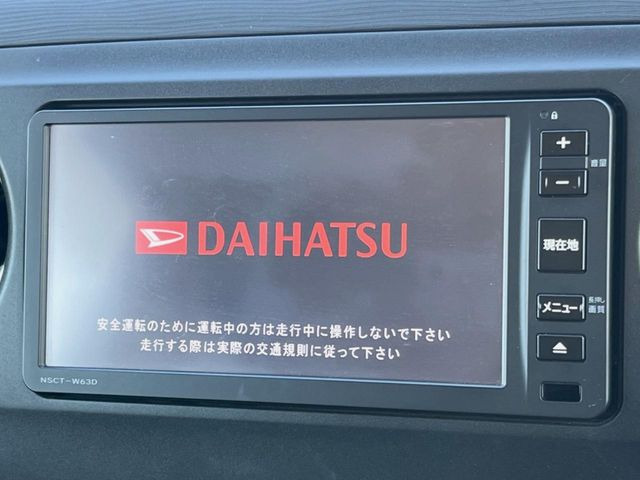 DAIHATSU
安全運転のために運転中の方は走行中に操作しないで下さい
走行する際は実際の交通規則に従って下さい
NSCT-W63D
+
音量
-
現在地
メニュー
長押し
画質